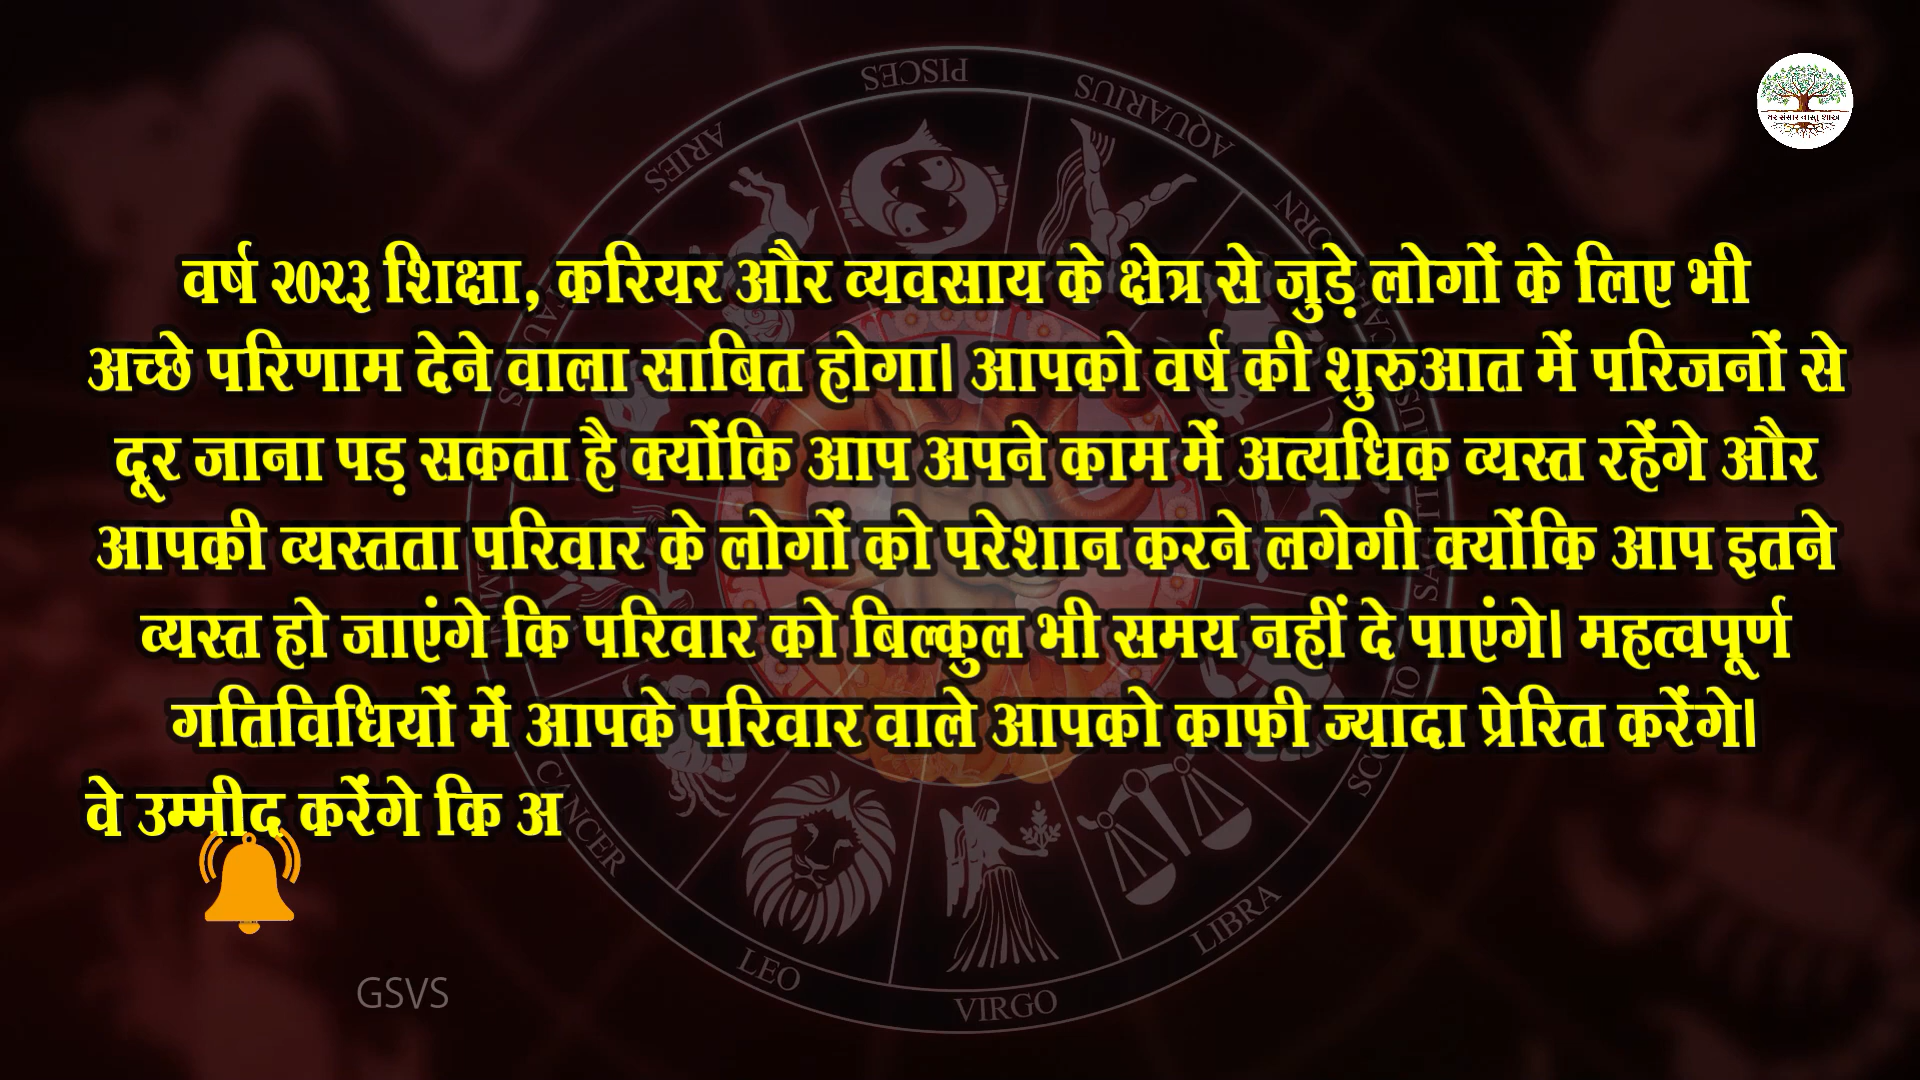 PISCES
AQUARIUS
ARIES
घर संसार वास्तु शास्त्र
वर्ष २०२३ शिक्षा, करियर और व्यवसाय के क्षेत्र से जुड़े लोगों के लिए भी
अच्छे परिणाम देने वाला साबित होगा। आपको वर्ष की शुरुआत में परिजनों से
दूर जाना पड़ सकता है क्योंकि आप अपने काम में अत्यधिक व्यस्त रहेंगे और
आपकी व्यस्तता परिवार के लोगों को परेशान करने लगेगी क्योंकि आप इतने
व्यस्त हो जाएंगे कि परिवार को बिल्कुल भी समय नहीं दे पाएंगे। महत्वपूर्ण
गतिविधियों में आपके परिवार वाले आपको काफी ज्यादा प्रेरित करेंगे।
वे उम्मीद करेंगे कि अ
CANCER
LEO
VIRGO
LIBRA
GSVS